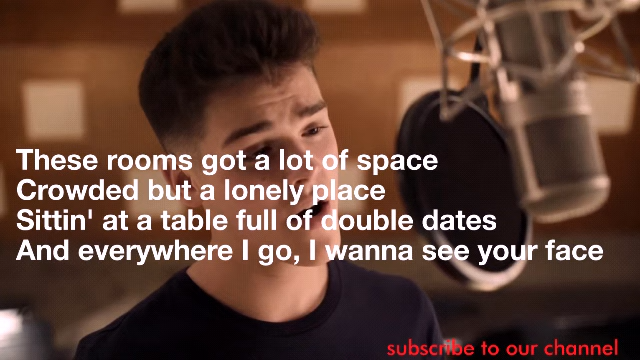 These rooms got a lot of space
Crowded but a lonely place
Sittin' at a table full of double dates
And everywhere I go, I wanna see your face
subscribe to our channel